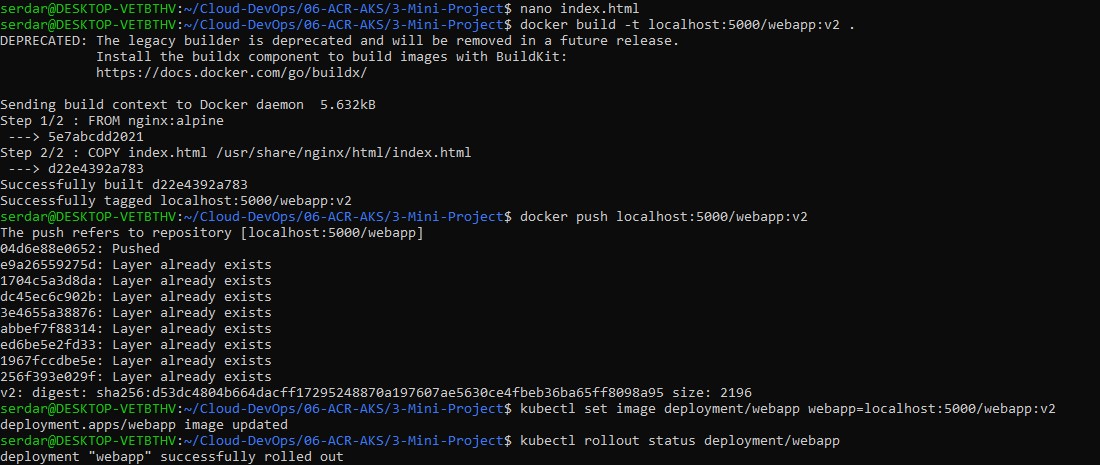 serdar@DESKTOP-VETBTHV:~/Cloud-DevOps/06-ACR-AKS/3-Mini-Project$ nano index.html
serdar@DESKTOP-VETBTHV:~/Cloud-DevOps/06-ACR-AKS/3-Mini-Project$ docker build -t localhost:5000/webapp:v2 .
DEPRECATED: The legacy builder is deprecated and will be removed in a future release.
            Install the buildx component to build images with BuildKit:
            https://docs.docker.com/go/buildx/
Sending build context to Docker daemon  5.632kB
Step 1/2 : FROM nginx:alpine
 ---> 5e7abcdd2021
Step 2/2 : COPY index.html /usr/share/nginx/html/index.html
 ---> d22e4392a783
Successfully built d22e4392a783
Successfully tagged localhost:5000/webapp:v2
serdar@DESKTOP-VETBTHV:~/Cloud-DevOps/06-ACR-AKS/3-Mini-Project$ docker push localhost:5000/webapp:v2
The push refers to repository [localhost:5000/webapp]
04d6e88e0652: Pushed
e9a26559275d: Layer already exists
1704c5a3d8da: Layer already exists
dc45ec6c902b: Layer already exists
3e4655a38876: Layer already exists
abbef7f88314: Layer already exists
ed6be5e2fd33: Layer already exists
1967fccdbe5e: Layer already exists
256f393e029f: Layer already exists
v2: digest: sha256:d53dc4804b664dacff17295248870a197607ae5630ce4fbeb36ba65ff8098a95 size: 2196
serdar@DESKTOP-VETBTHV:~/Cloud-DevOps/06-ACR-AKS/3-Mini-Project$ kubectl set image deployment/webapp webapp=localhost:5000/webapp:v2
deployment.apps/webapp image updated
serdar@DESKTOP-VETBTHV:~/Cloud-DevOps/06-ACR-AKS/3-Mini-Project$ kubectl rollout status deployment/webapp
deployment "webapp" successfully rolled out